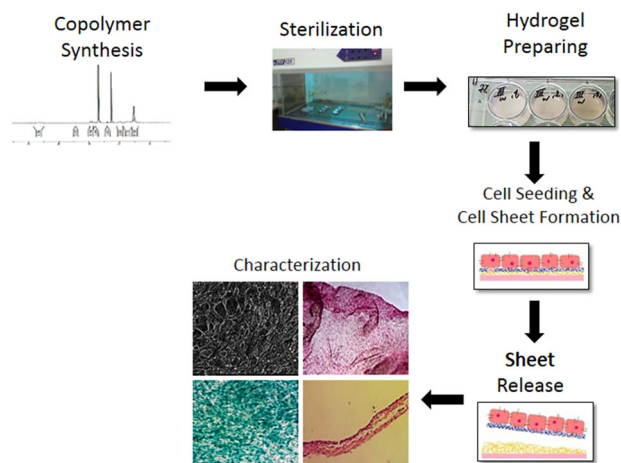 Copolymer
Synthesis
Sterilization
Hydrogel
Preparing
Cell Seeding &
Cell Sheet Formation
Characterization
Sheet
Release